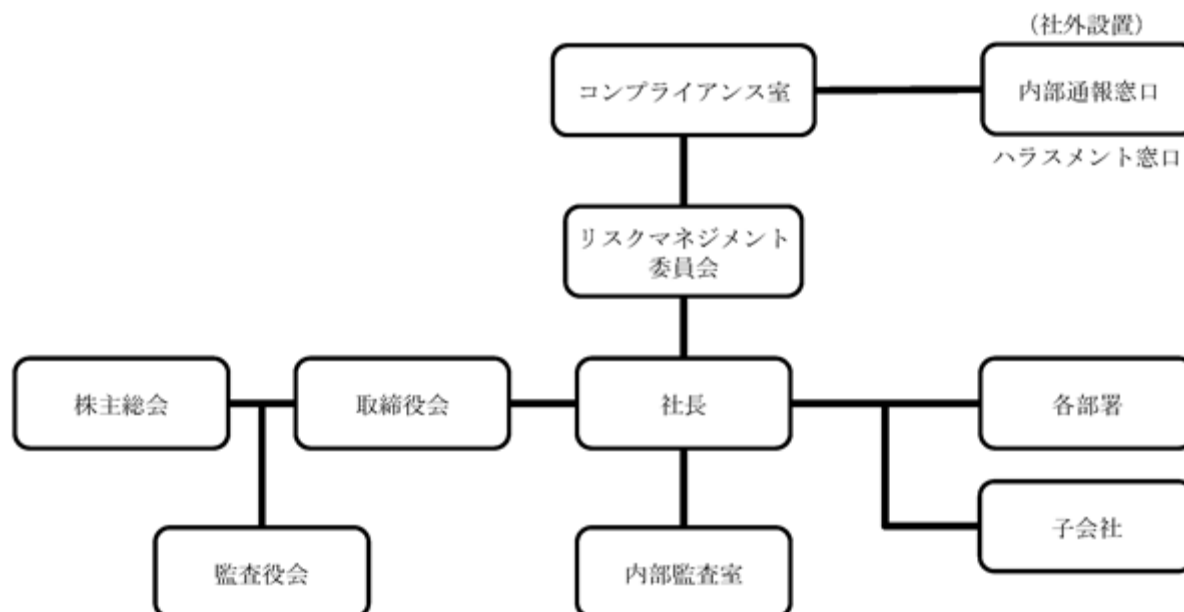 （社外設置）
コンプライアンス室
内部通報窓口
ハラスメント窓口
リスクマネジメント
委員会
株主総会
取締役会
社長
各部署
子会社
監査役会
内部監査室